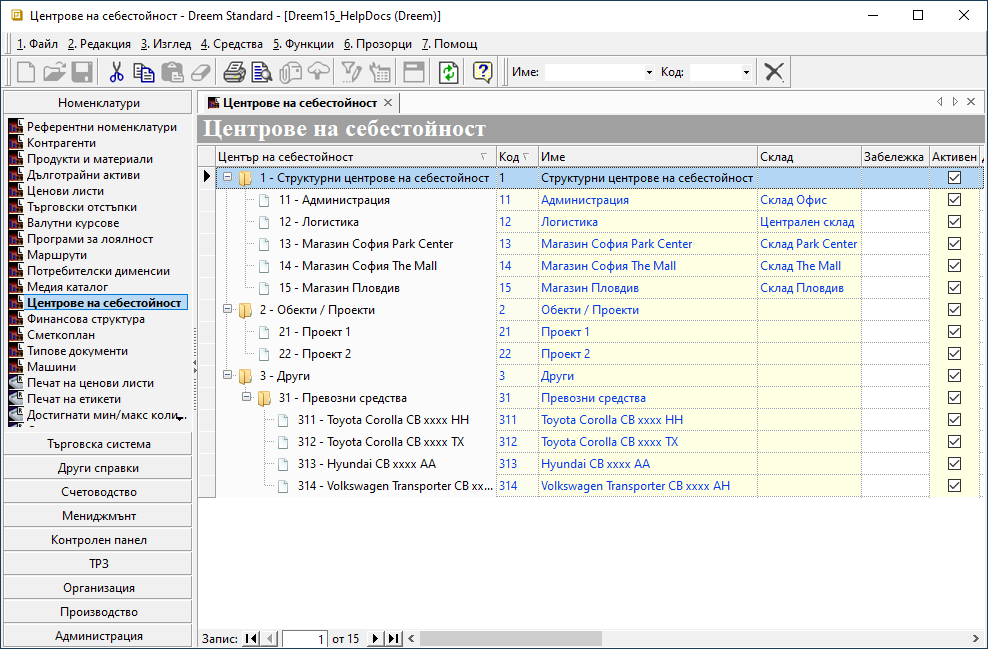 Центрове на себестойност - Dreem Standard - [Dreem15_HelpDocs (Dreem)]
1. Файл 2. Редакция 3. Изглед 4. Средства 5. Функции 6. Прозорци 7. Помощ
Име: Код:
Номенклатури
Референтни номенклатури
Контрагенти
Продукти и материали
Дълготрайни активи
Ценови листи
Търговски отстъпки
Валутни курсове
Програми за лоялност
Маршрути
Потребителски дименсии
Медия каталог
Центрове на себестойност
Финансова структура
Сметкоплан
Типове документи
Машини
Печат на ценови листи
Печат на етикети
Достигнати мин/макс коли...
Търговска система
Други справки
Счетоводство
Мениджмънт
Контролен панел
ТРЗ
Организация
Производство
Администрация
Центрове на себестойност
Центрове на себестойност
Център на себестойност Код Име Склад Забележка Активен
1 - Структурни центрове на себестойност 1 Структурни центрове на себестойност
11 - Администрация 11 Администрация Склад Офис
12 - Логистика 12 Логистика Централен склад
13 - Магазин София Park Center 13 Магазин София Park Center Склад Park Center
14 - Магазин София The Mall 14 Магазин София The Mall Склад The Mall
15 - Магазин Пловдив 15 Магазин Пловдив Склад Пловдив
2 - Обекти / Проекти 2 Обекти / Проекти
21 - Проект 1 21 Проект 1
22 - Проект 2 22 Проект 2
3 - Други 3 Други
31 - Превозни средства 31 Превозни средства
311 - Toyota Corolla CB xxxx HH 311 Toyota Corolla CB xxxx HH
312 - Toyota Corolla CB xxxx TX 312 Toyota Corolla CB xxxx TX
313 - Hyundai CB xxxx AA 313 Hyundai CB xxxx AA
314 - Volkswagen Transporter CB xx... 314 Volkswagen Transporter CB xxxx AH
Запис: 1 от 15